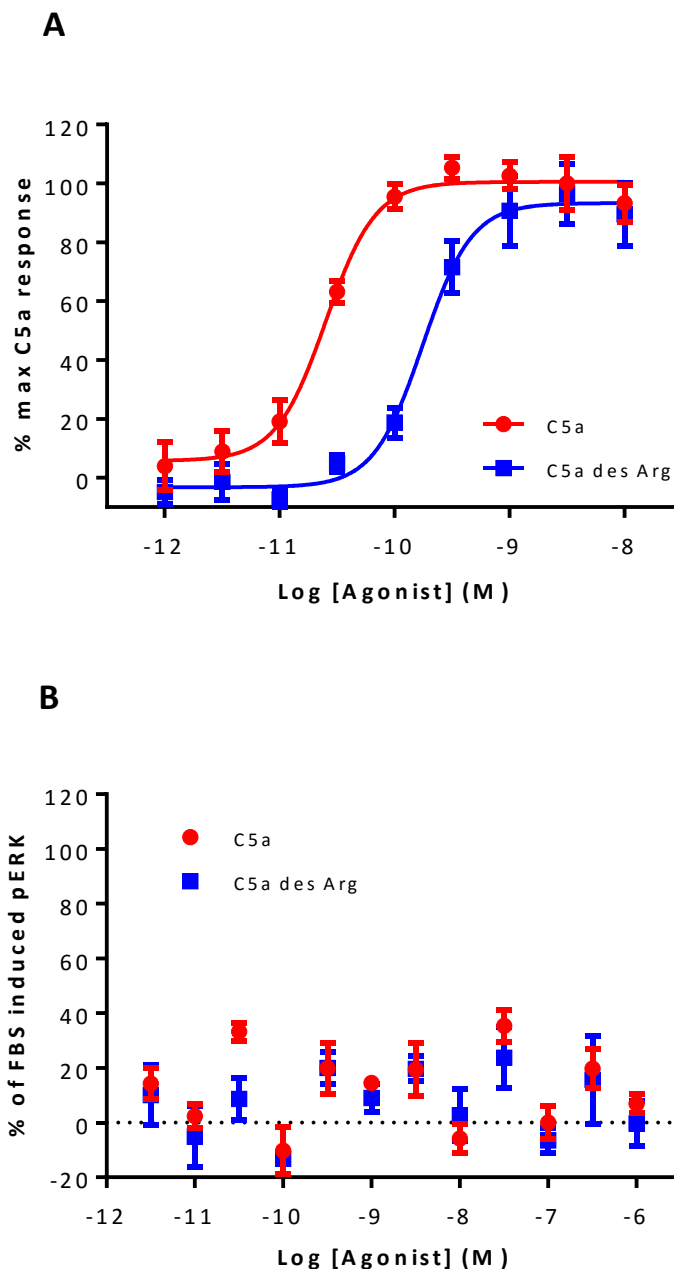 A
% max C5a response
120
100
80
60
40
20
0
C5a
C5a des Arg
-12 -11 -10 -9 -8
Log [Agonist] (M)
B
% of FBS induced pERK
120
100
80
60
40
20
0
-20
C5a
C5a des Arg
-12 -11 -10 -9 -8 -7 -6
Log [Agonist] (M)